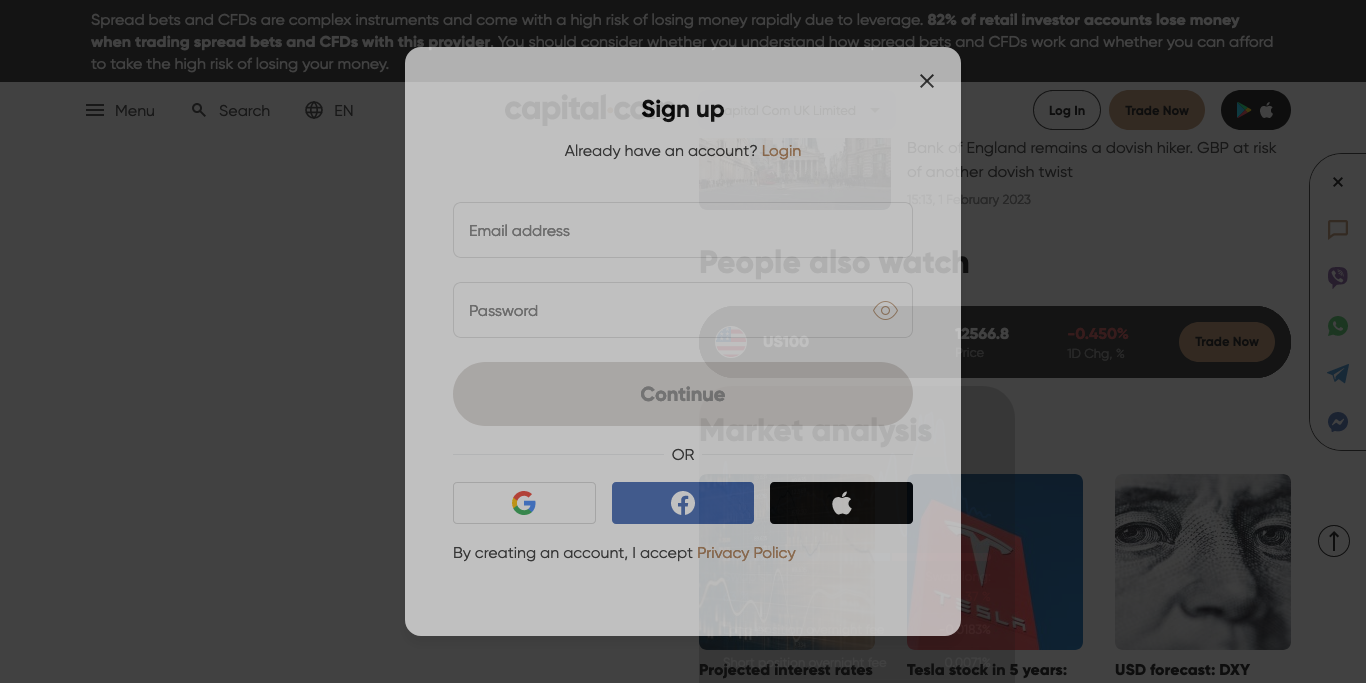 Spread bets and CFDs are complex instruments and come with a high risk of losing money rapidly due to leverage. 82% of retail investor accounts lose money
when trading spread bets and CFDs with this provider. You should consider whether you understand how spread bets and CFDs work and whether you can afford
to take the high risk of losing your money.
Menu
Search
EN
capital.com
Capital Com UK Limited
Log In
Trade Now
Sign up
Already have an account? Login
Email address
Password
Continue
OR
By creating an account, I accept Privacy Policy
Bank of England remains a dovish hiker. GBP at risk
of another dovish twist
15:13, 1 February 2023
People also watch
US100
12566.8
Price
-0.450%
1D Chg, %
Trade Now
Market analysis
TESLA
Projected interest rates
Tesla stock in 5 years:
USD forecast: DXY